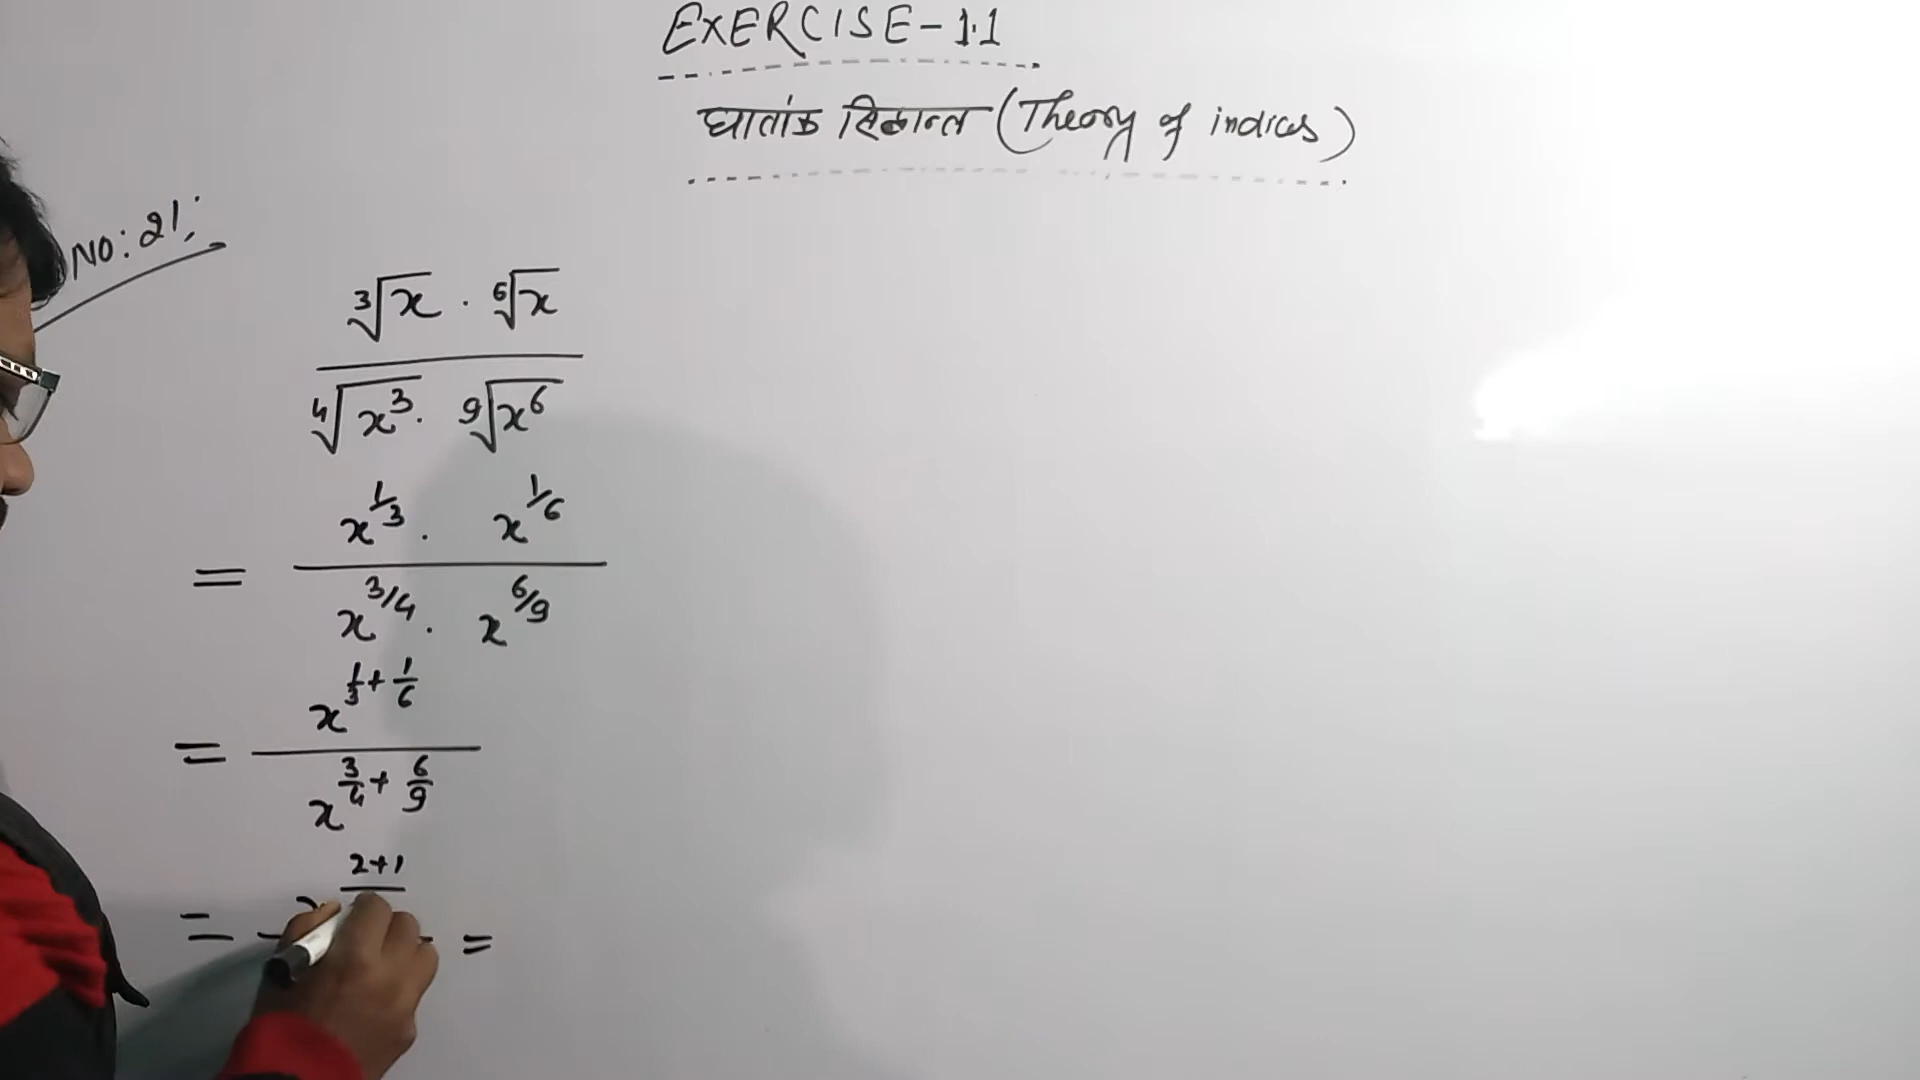 EXERCISE-1.1
घातांक सिद्धान्त (Theory of indices)
NO: 21:
∛x · ⁶√x
⁴√x³ · ⁹√x⁶
= x^1/3 · x^1/6
x^3/4 · x^6/9
= x^1/3 + 1/6
x^3/4 + 6/9
= 2+1 =